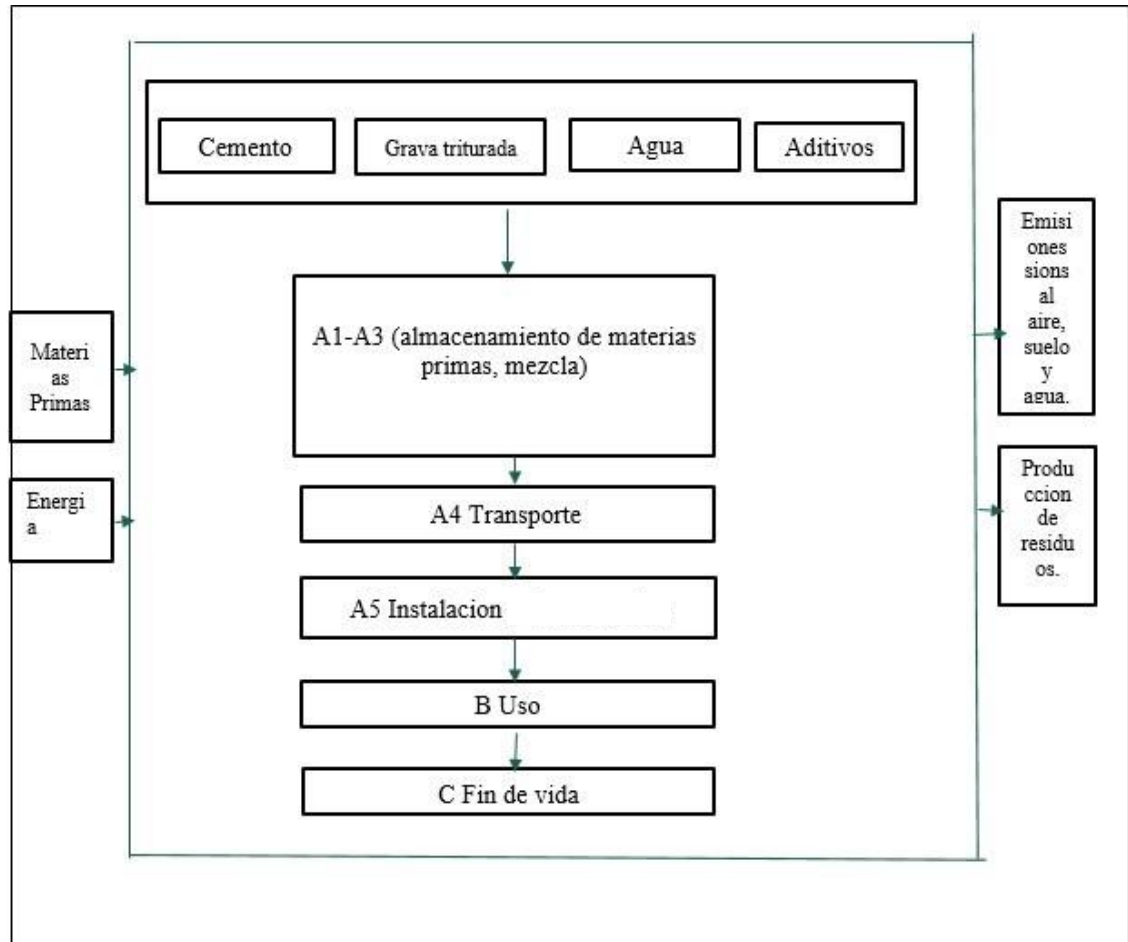 Cemento
Grava triturada
Agua
Aditivos
A1-A3 (almacenamiento de materias
primas, mezcla)
A4 Transporte
A5 Instalacion
B Uso
C Fin de vida
Materi
as
Primas
Energi
a
Emisi
ones
sions
al
aire,
suelo
y
agua.
Produ
ccion
de
residu
os.